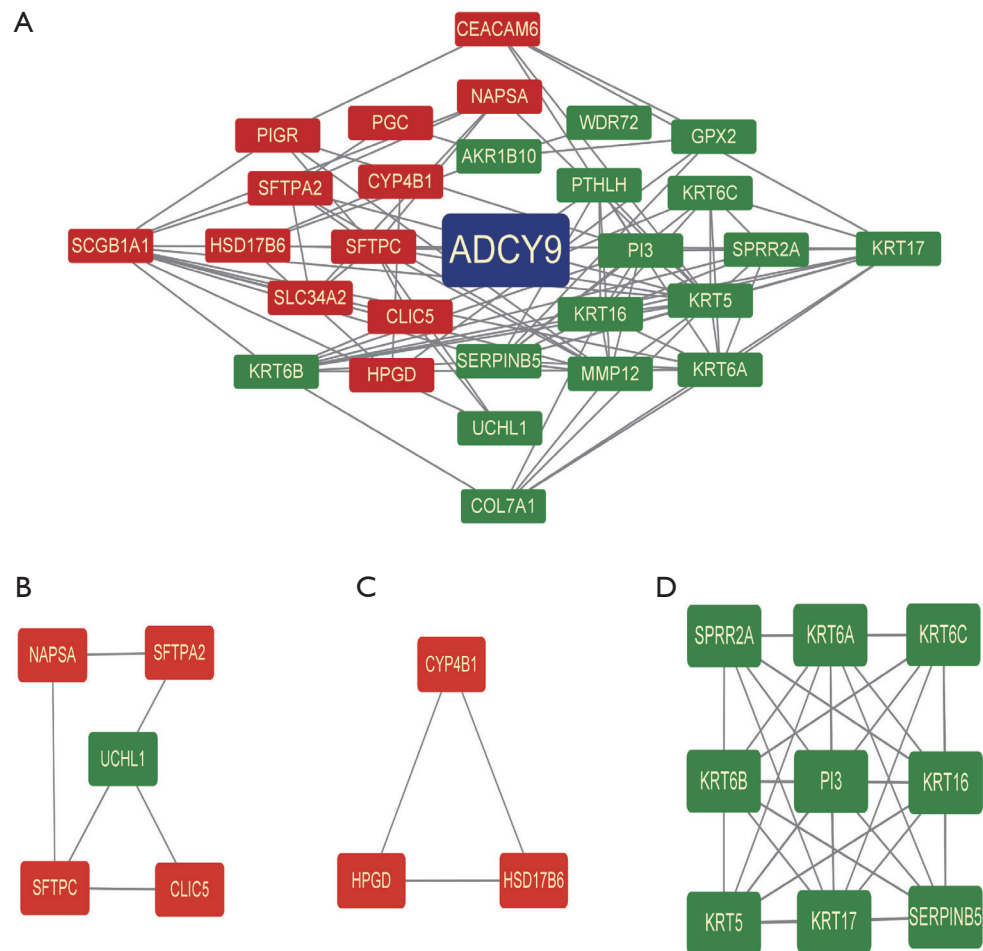 A
CEACAM6
NAPSA
PGC
WDR72
PIGR
GPX2
AKR1B10
SFTPA2
CYP4B1
PTHLH
KRT6C
SCGB1A1
HSD17B6
SFTPC
ADCY9
PI3
SPRR2A
KRT17
SLC34A2
CLIC5
KRT16
KRT5
KRT6B
HPGD
SERPINB5
MMP12
KRT6A
UCHL1
COL7A1
B
NAPSA
SFTPA2
UCHL1
SFTPC
CLIC5
C
CYP4B1
HPGD
HSD17B6
D
SPRR2A
KRT6A
KRT6C
KRT6B
PI3
KRT16
KRT5
KRT17
SERPINB5